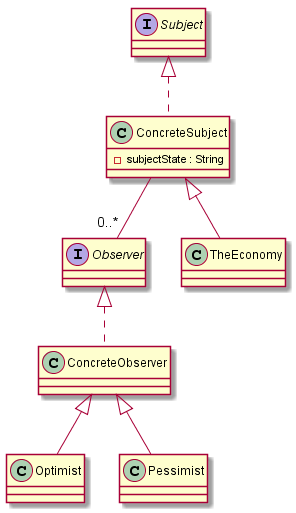 I Subject
C ConcreteSubject
subjectState : String
0..*
I Observer
C TheEconomy
C ConcreteObserver
C Optimist
C Pessimist